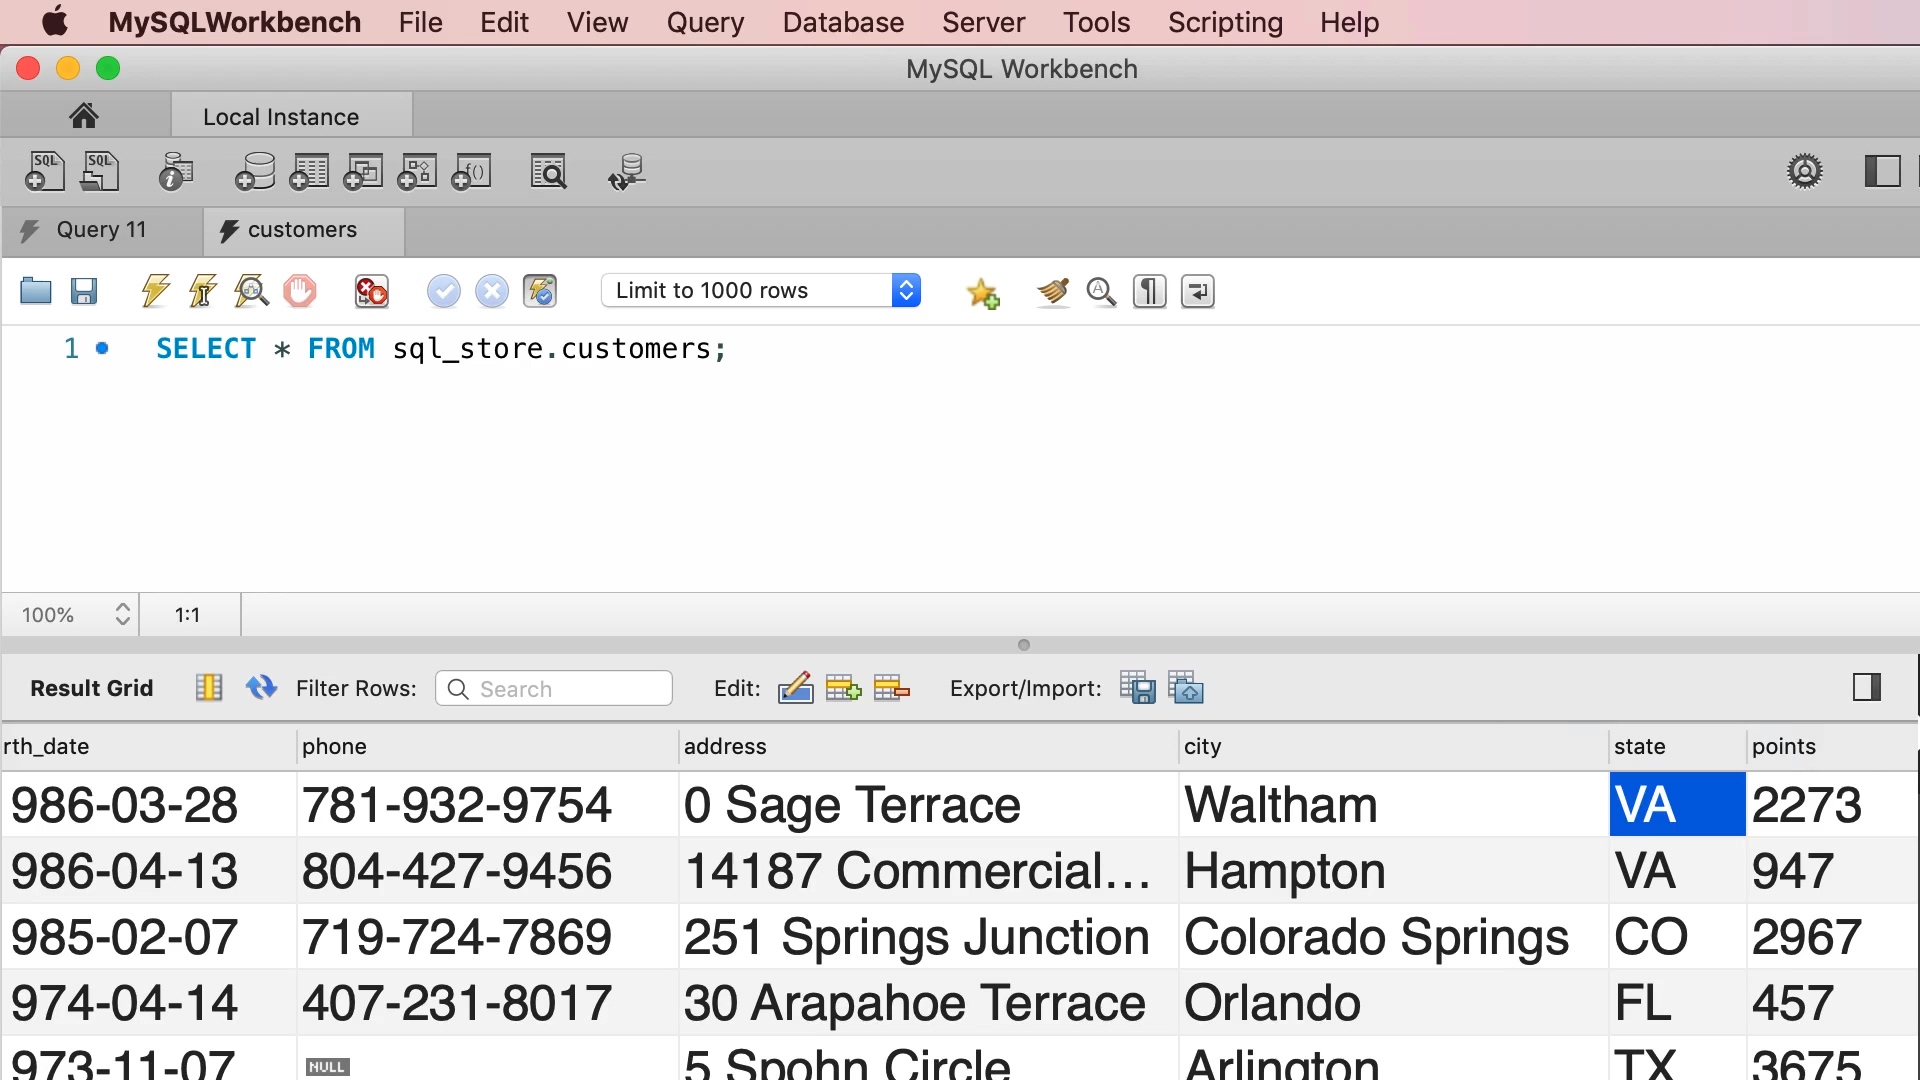 MySQLWorkbench File Edit View Query Database Server Tools Scripting Help
MySQL Workbench
Local Instance
SQL SQL i f()
Query 11 customers
Limit to 1000 rows
1 SELECT * FROM sql_store.customers;
100% 1:1
Result Grid Filter Rows: Search Edit: Export/Import:
rth_date phone address city state points
986-03-28 781-932-9754 0 Sage Terrace Waltham VA 2273
986-04-13 804-427-9456 14187 Commercial... Hampton VA 947
985-02-07 719-724-7869 251 Springs Junction Colorado Springs CO 2967
974-04-14 407-231-8017 30 Arapahoe Terrace Orlando FL 457
973-11-07 NULL 5 Spohn Circle Arlington TX 3675